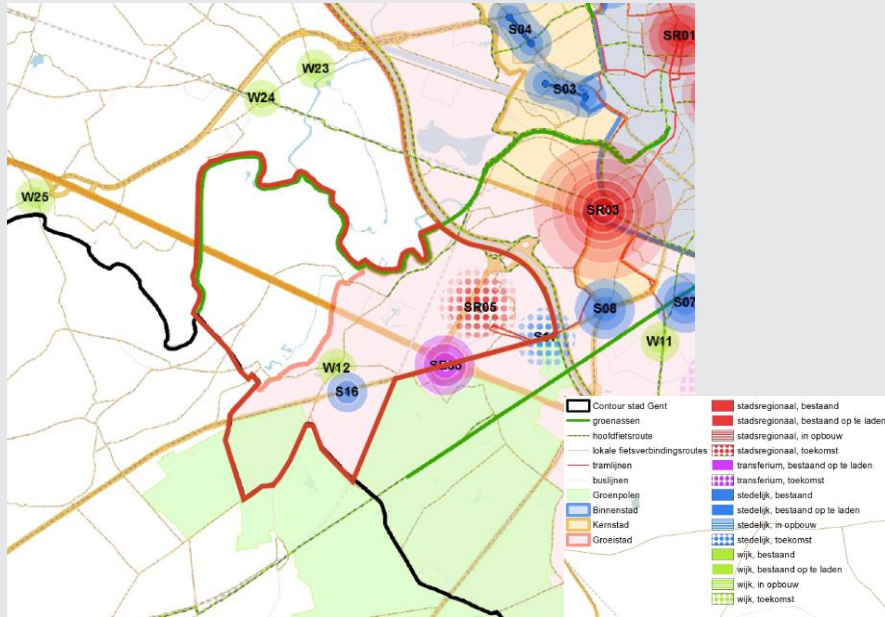 S04
SR01
W23
S03
W24
W25
SR03
SR05
S06
S07
W11
W12
S16
Contour stad Gent
groenassen
hoofdfietsroute
lokale fietsverbindingsroutes
tramlijnen
buslijnen
Groenpolen
Binnenstad
Kernstad
Groeistad
stadsregionaal, bestaand
stadsregionaal, bestaand op te laden
stadsregionaal, in opbouw
stadsregionaal, toekomst
transferium, bestaand op te laden
transferium, toekomst
stedelijk, bestaand
stedelijk, bestaand op te laden
stedelijk, in opbouw
stedelijk, toekomst
wijk, bestaand
wijk, bestaand op te laden
wijk, in opbouw
wijk, toekomst